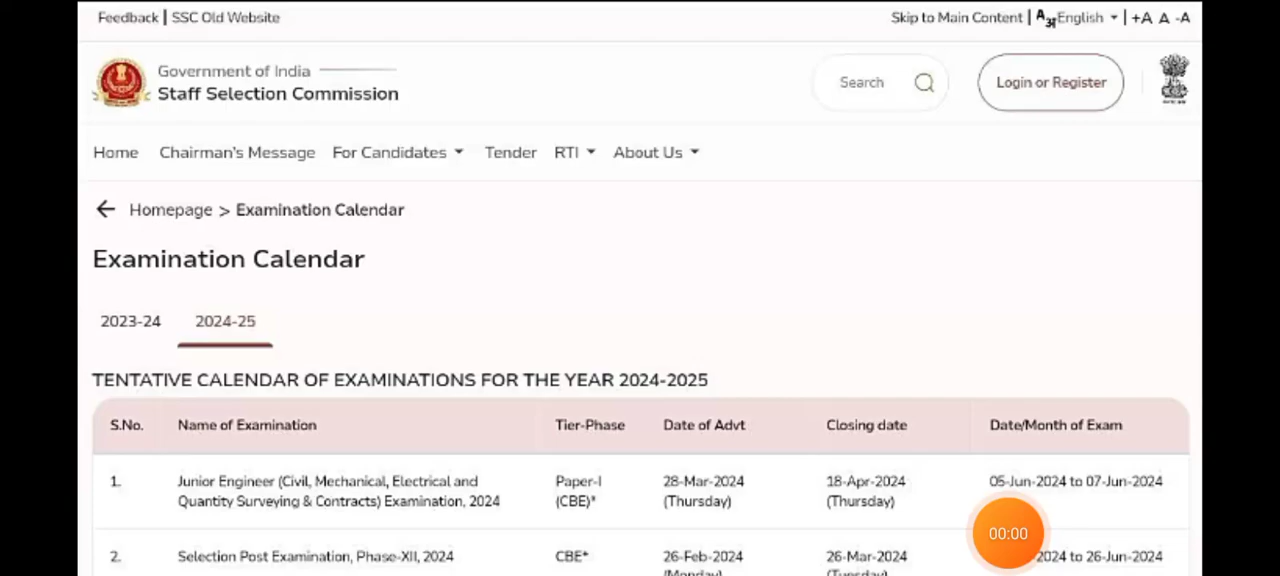 Feedback | SSC Old Website
Skip to Main Content | English | +A A -A
Government of India
Staff Selection Commission
Search
Login or Register
Home Chairman's Message For Candidates Tender RTI About Us
Homepage > Examination Calendar
Examination Calendar
2023-24 2024-25
TENTATIVE CALENDAR OF EXAMINATIONS FOR THE YEAR 2024-2025
S.No. Name of Examination Tier-Phase Date of Advt Closing date Date/Month of Exam
1. Junior Engineer (Civil, Mechanical, Electrical and Paper-I 28-Mar-2024 18-Apr-2024 05-Jun-2024 to 07-Jun-2024
Quantity Surveying & Contracts) Examination, 2024 (CBE)* (Thursday) (Thursday)
00:00
2. Selection Post Examination, Phase-XII, 2024 CBE* 26-Feb-2024 26-Mar-2024 2024 to 26-Jun-2024
(Monday) (Tuesday)